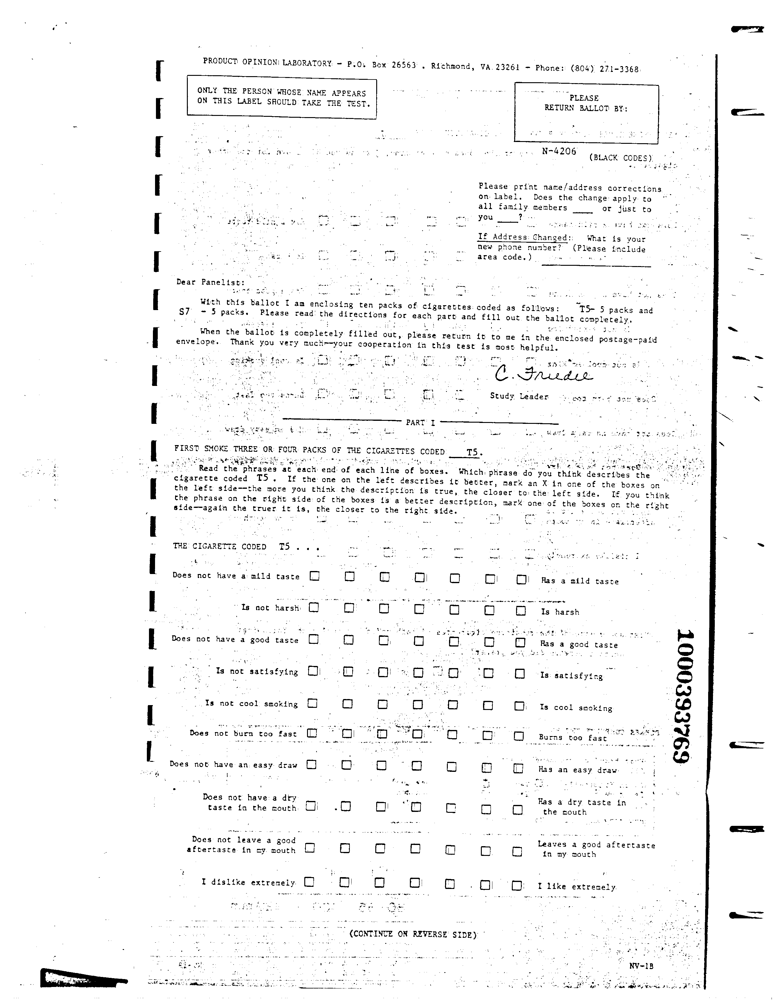 PRODUCT OPINION LABORATORY - P.O. Box 26563 . Richmond, VA 23261 - Phone: (804) 271-3368
ONLY THE PERSON WHOSE NAME APPEARS
ON THIS LABEL SHOULD TAKE THE TEST.
PLEASE
RETURN BALLOT BY:
N-4206
(BLACK CODES)
Please print name/address corrections
on label. Does the change apply to
all family members ____ or just to
you ____?
If Address Changed: What is your
new phone number? (Please include
area code.) ____________
Dear Panelist:
With this ballot I am enclosing ten packs of cigarettes coded as follows: T5- 5 packs and
S7 - 5 packs. Please read the directions for each part and fill out the ballot completely.
When the ballot is completely filled out, please return it to me in the enclosed postage-paid
envelope. Thank you very much--your cooperation in this test is most helpful.
C. Friedel
Study Leader
PART I
FIRST SMOKE THREE OR FOUR PACKS OF THE CIGARETTES CODED T5.
Read the phrases at each end of each line of boxes. Which phrase do you think describes the
cigarette coded T5. If the one on the left describes it better, mark an X in one of the boxes on
the left side--the more you think the description is true, the closer to the left side. If you think
the phrase on the right side of the boxes is a better description, mark one of the boxes on the right
side--again the truer it is, the closer to the right side.
THE CIGARETTE CODED T5 . . .
Does not have a mild taste ☐ ☐ ☐ ☐ ☐ ☐ ☐ Has a mild taste
Is not harsh ☐ ☐ ☐ ☐ ☐ ☐ ☐ Is harsh
Does not have a good taste ☐ ☐ ☐ ☐ ☐ ☐ ☐ Has a good taste
Is not satisfying ☐ ☐ ☐ ☐ ☐ ☐ ☐ Is satisfying
Is not cool smoking ☐ ☐ ☐ ☐ ☐ ☐ ☐ Is cool smoking
Does not burn too fast ☐ ☐ ☐ ☐ ☐ ☐ ☐ Burns too fast
Does not have an easy draw ☐ ☐ ☐ ☐ ☐ ☐ ☐ Has an easy draw
Does not have a dry
taste in the mouth ☐ ☐ ☐ ☐ ☐ ☐ ☐ Has a dry taste in
the mouth
Does not leave a good
aftertaste in my mouth ☐ ☐ ☐ ☐ ☐ ☐ ☐ Leaves a good aftertaste
in my mouth
I dislike extremely ☐ ☐ ☐ ☐ ☐ ☐ ☐ I like extremely
(CONTINUE ON REVERSE SIDE)
NV-1B
1000393769